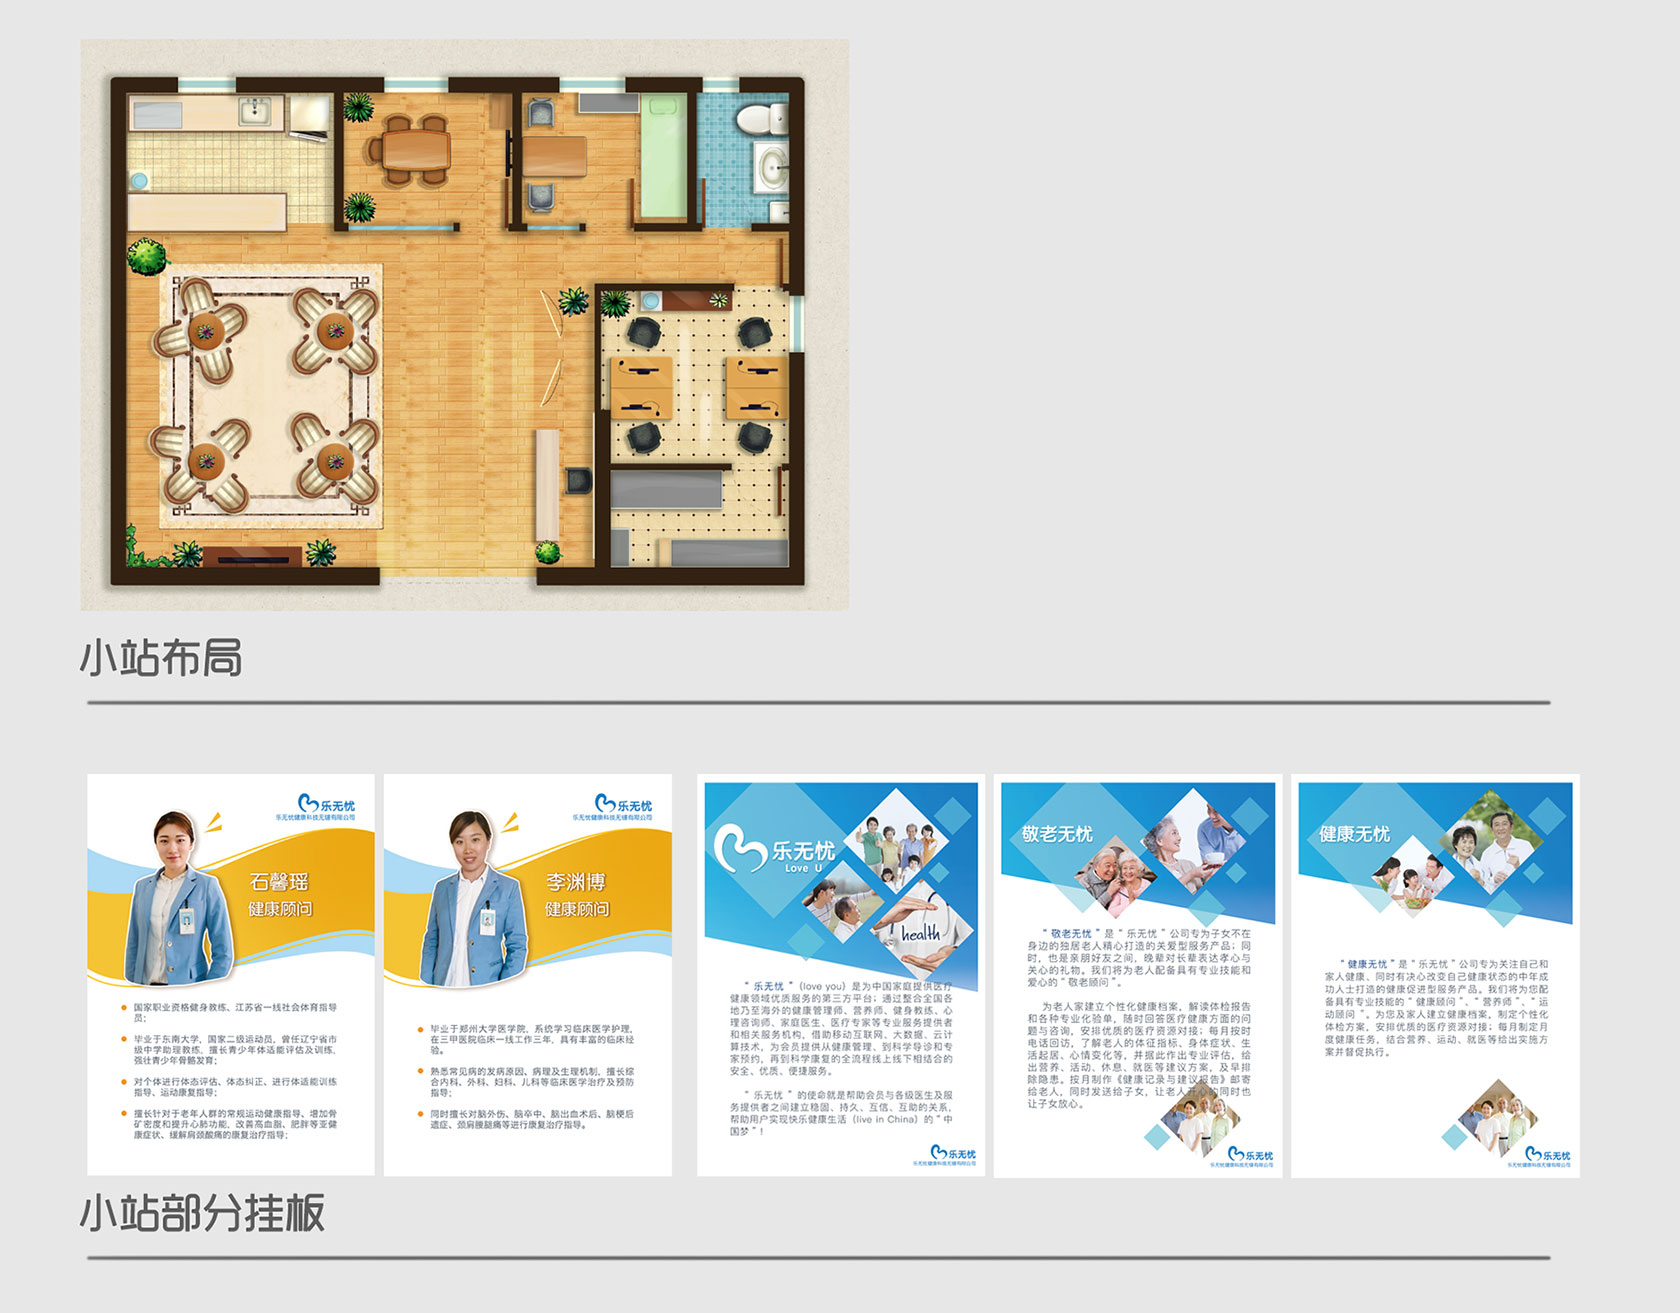 小站布局
乐无忧
乐无忧健康科技无锡有限公司
石馨瑶
健康顾问
国家职业资格健身教练、江苏省一线社会体育指导
员；
毕业于东南大学，国家二级运动员，曾任辽宁省市
级中学助理教练，擅长青少年体适能评估及训练，
强壮青少年骨骼发育；
对个体进行体态评估、体态纠正、进行体适能训练
指导、运动康复指导；
擅长针对于老年人群的常规运动健康指导、增加骨
矿密度和提升心肺功能，改善高血脂、肥胖等亚健
康症状、缓解肩颈酸痛的康复治疗指导；
乐无忧
乐无忧健康科技无锡有限公司
李渊博
健康顾问
毕业于郑州大学医学院，系统学习临床医学护理，
在三甲医院临床一线工作三年，具有丰富的临床经
验。
熟悉常见病的发病原因、病理及生理机制，擅长综
合内科、外科、妇科、儿科等临床医学治疗及预防
指导；
同时擅长对脑外伤、脑卒中、脑出血术后、脑梗后
遗症、颈肩腰腿痛等进行康复治疗指导。
乐无忧
Love U
health
“乐无忧”（love you）是为中国家庭提供医疗
健康领域优质服务的第三方平台；通过整合全国各
地乃至海外的健康管理师、营养师、健身教练、心
理咨询师、家庭医生、医疗专家等专业服务提供者
和相关服务机构，借助移动互联网、大数据、云计
算技术，为会员提供从健康管理、到科学导诊和专
家预约，再到科学康复的全流程线上线下相结合的
安全、优质、便捷服务。
“乐无忧”的使命就是帮助会员与各级医生及服
务提供者之间建立稳固、持久、互信、互助的关系，
帮助用户实现快乐健康生活（live in China）的“中
国梦”！
乐无忧
乐无忧健康科技无锡有限公司
敬老无忧
“敬老无忧”是“乐无忧”公司专为子女不在
身边的独居老人精心打造的关爱型服务产品；同
时，也是亲朋好友之间，晚辈对长辈表达孝心与
关心的礼物。我们将为老人配备具有专业技能和
爱心的“敬老顾问”。
为老人家建立个性化健康档案，解读体检报告
和各种专业化验单，随时回答医疗健康方面的问
题与咨询，安排优质的医疗资源对接；每月按时
电话回访，了解老人的体征指标、身体症状、生
活起居、心情变化等，并据此作出专业评估，给
出营养、活动、休息、就医等建议方案，及早排
除隐患。按月制作《健康记录与建议报告》邮寄
给老人，同时发送给子女，让老人开心的同时也
让子女放心。
乐无忧
乐无忧健康科技无锡有限公司
健康无忧
“健康无忧”是“乐无忧”公司专为关注自己和
家人健康、同时有决心改变自己健康状态的中年成
功人士打造的健康促进型服务产品。我们将为您配
备具有专业技能的“健康顾问”、“营养师”、“运
动顾问”。为您及家人建立健康档案，制定个性化
体检方案，安排优质的医疗资源对接；每月制定月
度健康任务，结合营养、运动、就医等给出实施方
案并督促执行。
乐无忧
乐无忧健康科技无锡有限公司
小站部分挂板